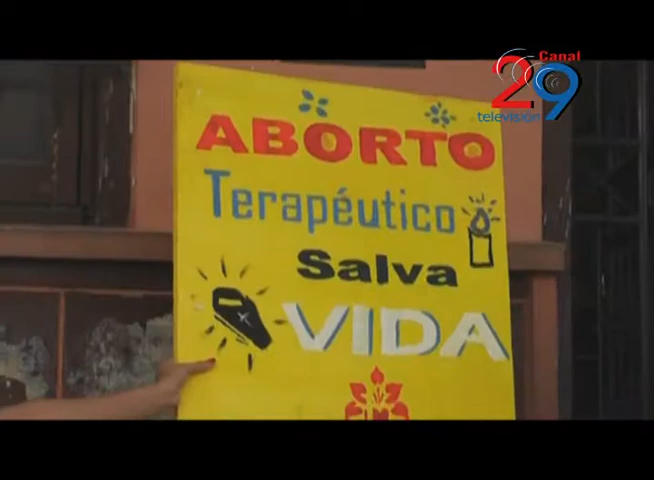 Canal
29
televisión
ABORTO
Terapéutico
Salva
VIDA